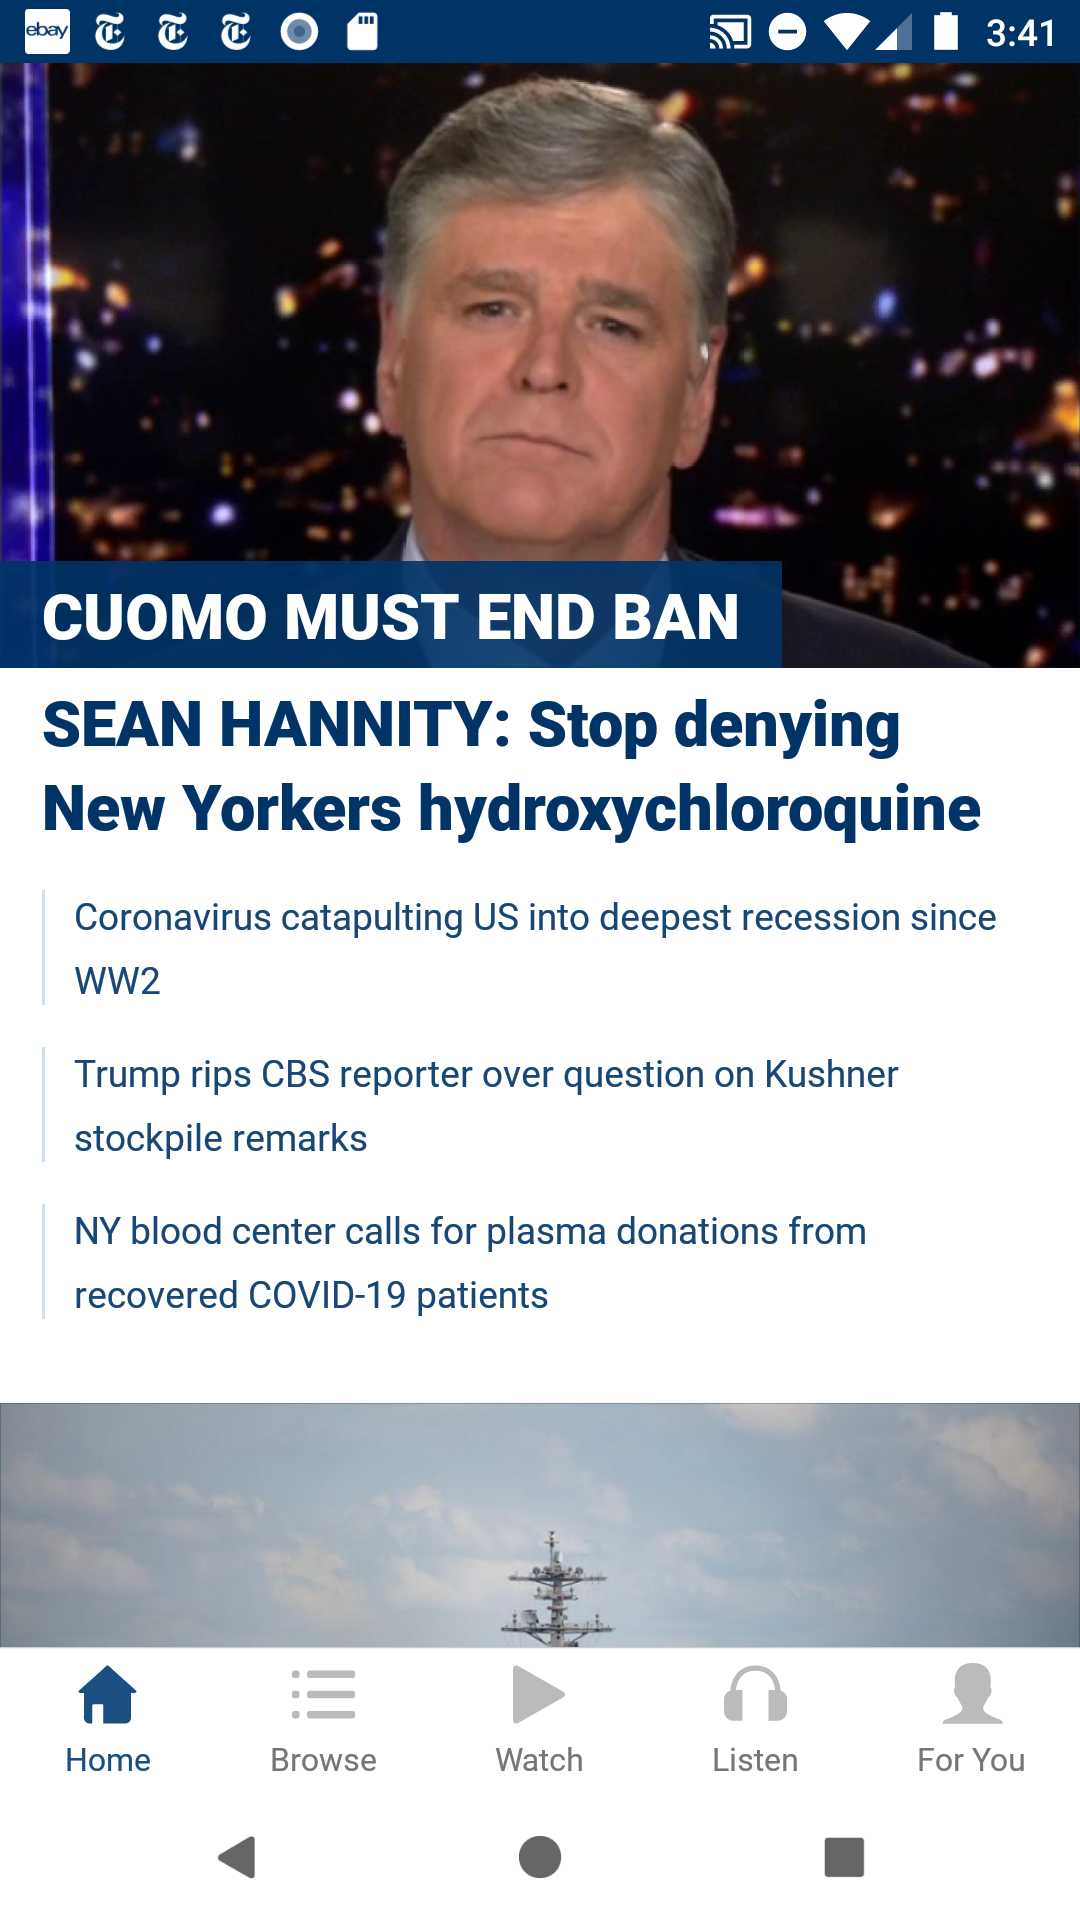 ebay
3:41
CUOMO MUST END BAN
SEAN HANNITY: Stop denying
New Yorkers hydroxychloroquine
Coronavirus catapulting US into deepest recession since
WW2
Trump rips CBS reporter over question on Kushner
stockpile remarks
NY blood center calls for plasma donations from
recovered COVID-19 patients
Home
Browse
Watch
Listen
For You